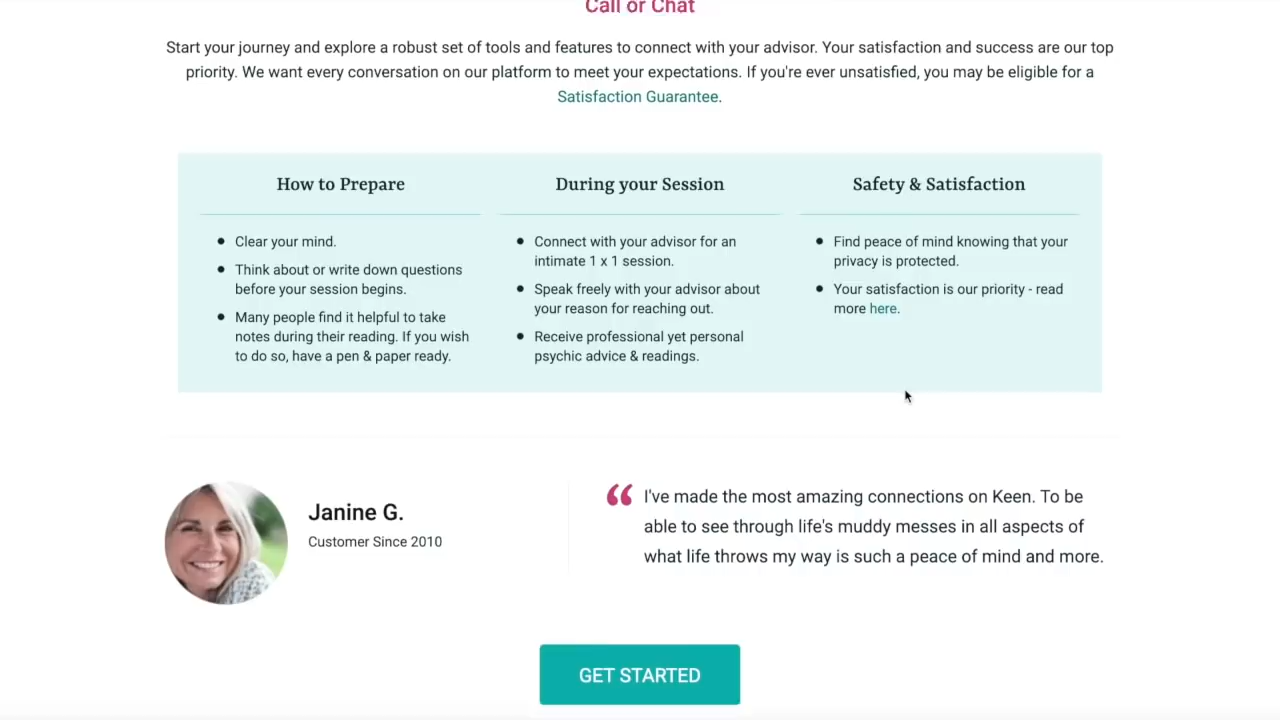 Call or Chat
Start your journey and explore a robust set of tools and features to connect with your advisor. Your satisfaction and success are our top
priority. We want every conversation on our platform to meet your expectations. If you're ever unsatisfied, you may be eligible for a
Satisfaction Guarantee.
How to Prepare
Clear your mind.
Think about or write down questions
before your session begins.
Many people find it helpful to take
notes during their reading. If you wish
to do so, have a pen & paper ready.
During your Session
Connect with your advisor for an
intimate 1 x 1 session.
Speak freely with your advisor about
your reason for reaching out.
Receive professional yet personal
psychic advice & readings.
Safety & Satisfaction
Find peace of mind knowing that your
privacy is protected.
Your satisfaction is our priority - read
more here.
Janine G.
Customer Since 2010
“ I've made the most amazing connections on Keen. To be
able to see through life's muddy messes in all aspects of
what life throws my way is such a peace of mind and more.
GET STARTED